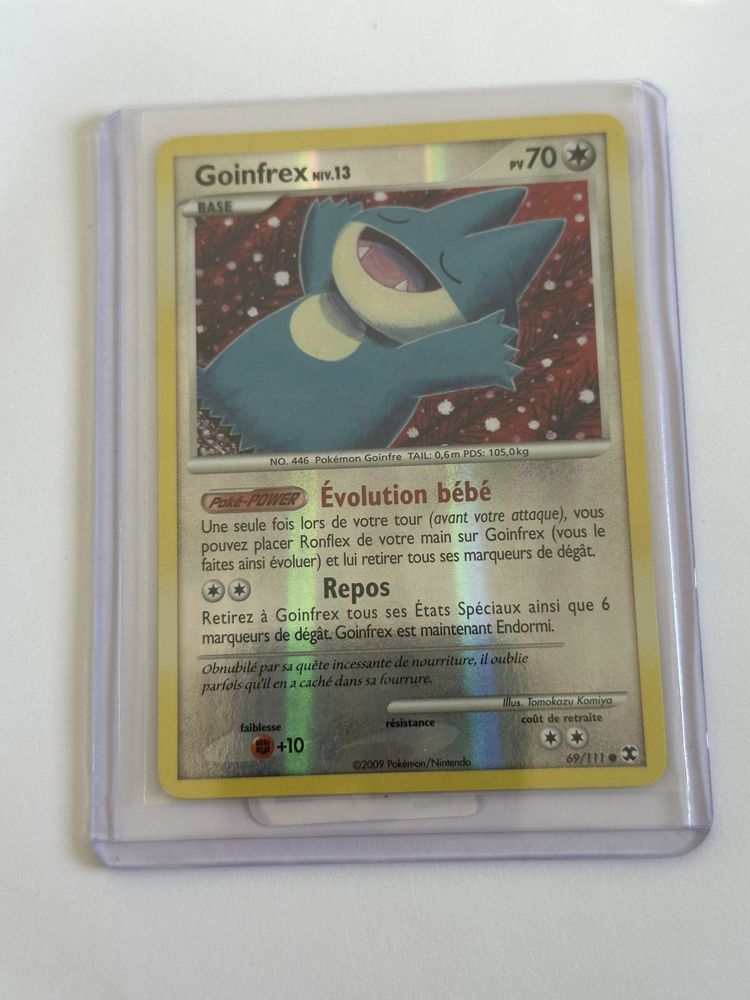 Goinfrex NIV.13 PV 70
BASE
NO. 446 Pokémon Goinfre TAIL: 0,6 m PDS: 105,0 kg
Poké-POWER Évolution bébé
Une seule fois lors de votre tour (avant votre attaque), vous
pouvez placer Ronflex de votre main sur Goinfrex (vous le
faites ainsi évoluer) et lui retirer tous ses marqueurs de dégât.
Repos
Retirez à Goinfrex tous ses États Spéciaux ainsi que 6
marqueurs de dégât. Goinfrex est maintenant Endormi.
Obnubilé par sa quête incessante de nourriture, il oublie
parfois qu'il en a caché dans sa fourrure.
Illus. Tomokazu Komiya
faiblesse résistance coût de retraite
+10
©2009 Pokémon/Nintendo 69/111